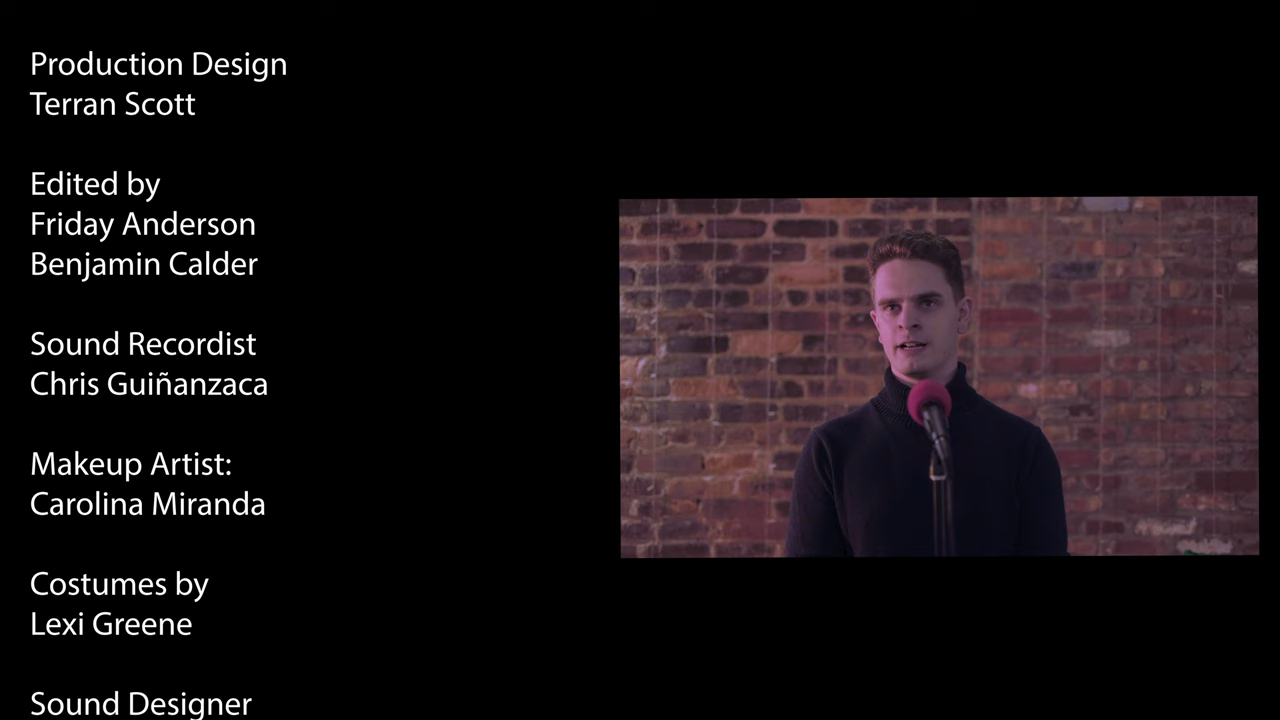 Production Design
Terran Scott
Edited by
Friday Anderson
Benjamin Calder
Sound Recordist
Chris Guiñanzaca
Makeup Artist:
Carolina Miranda
Costumes by
Lexi Greene
Sound Designer